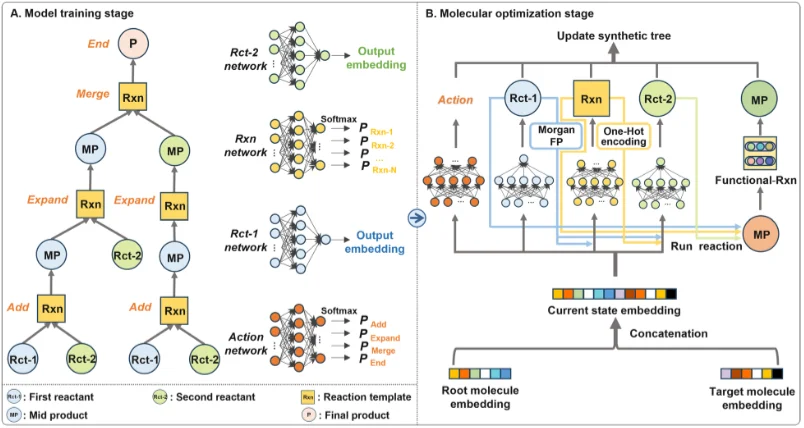 A. Model training stage
End
P
Merge
Rxn
MP
MP
Expand
Rxn
Expand
Rxn
MP
Rct-2
MP
Add
Rxn
Add
Rxn
Rct-1
Rct-2
Rct-1
Rct-2
Rct-2
network
Output
embedding
Rxn
network
Softmax
P Rxn-1
P Rxn-2
...
P Rxn-N
Rct-1
network
Output
embedding
Action
network
Softmax
P Add
P Expand
P Merge
P End
Rct-1 : First reactant
Rct-2 : Second reactant
Rxn : Reaction template
MP : Mid product
P : Final product
B. Molecular optimization stage
Update synthetic tree
Action
Rct-1
Rxn
Rct-2
MP
Morgan
FP
One-Hot
encoding
Functional-Rxn
MP
Run reaction
Current state embedding
Concatenation
Root molecule
embedding
Target molecule
embedding